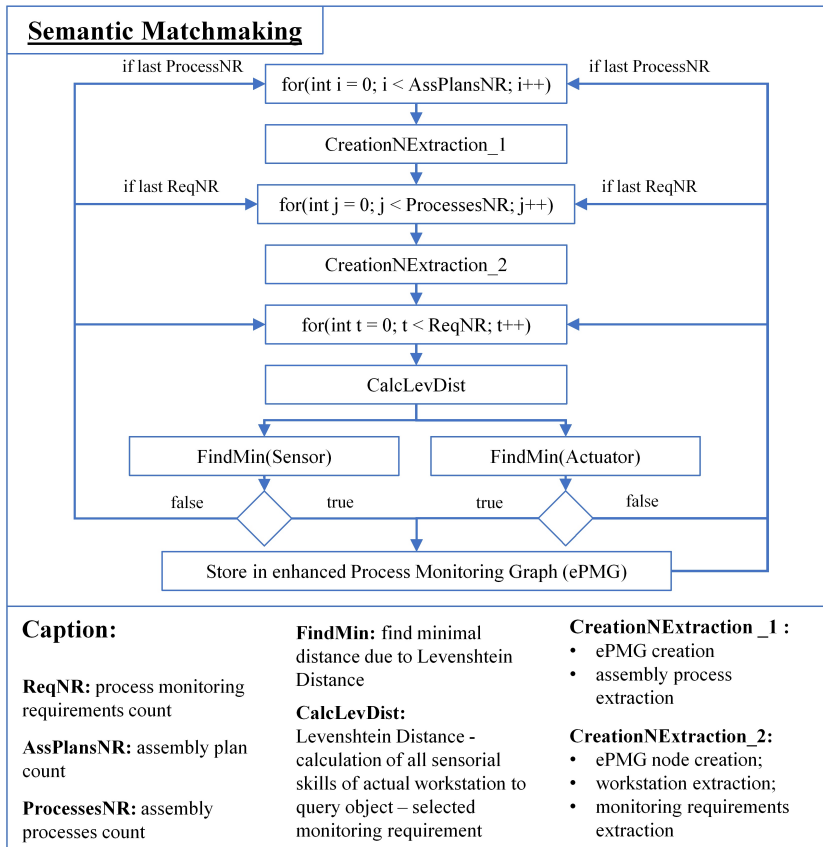 Semantic Matchmaking
if last ProcessNR
for(int i = 0; i < AssPlansNR; i++)
if last ProcessNR
CreationNExtraction_1
if last ReqNR
for(int j = 0; j < ProcessesNR; j++)
if last ReqNR
CreationNExtraction_2
for(int t = 0; t < ReqNR; t++)
CalcLevDist
FindMin(Sensor)
FindMin(Actuator)
false
true
true
false
Store in enhanced Process Monitoring Graph (ePMG)
Caption:
ReqNR: process monitoring
requirements count
AssPlansNR: assembly plan
count
ProcessesNR: assembly
processes count
FindMin: find minimal
distance due to Levenshtein
Distance
CalcLevDist:
Levenshtein Distance -
calculation of all sensorial
skills of actual workstation to
query object – selected
monitoring requirement
CreationNExtraction _1 :
• ePMG creation
• assembly process
extraction
CreationNExtraction_2:
• ePMG node creation;
• workstation extraction;
• monitoring requirements
extraction